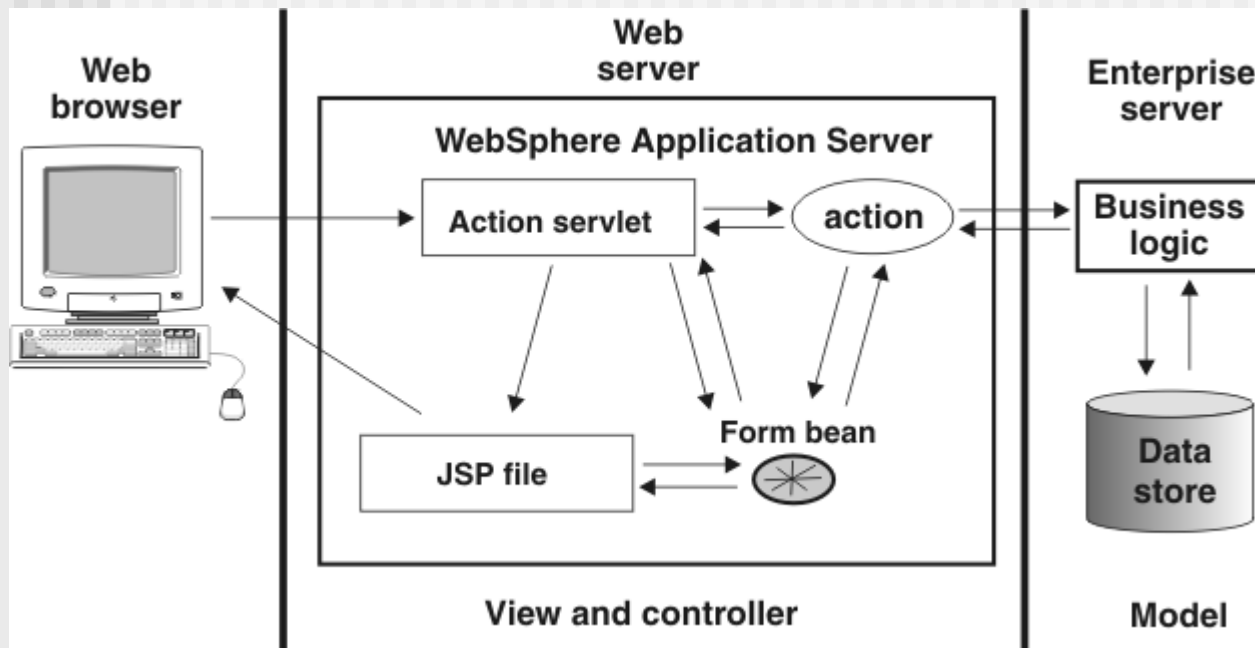 Web
browser
Web
server
Enterprise
server
WebSphere Application Server
Action servlet
action
Business
logic
Form bean
JSP file
Data
store
View and controller
Model